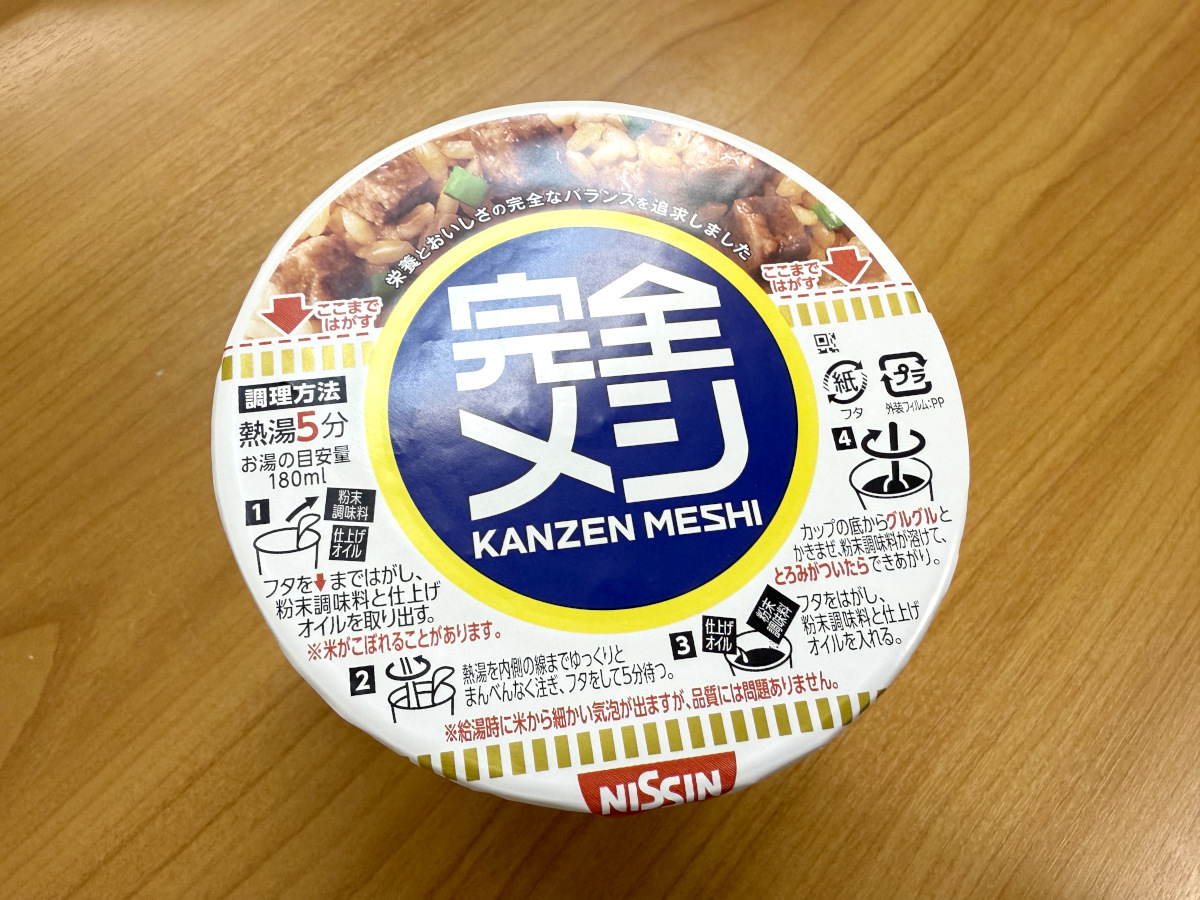 栄養とおいしさの完全なバランスを追求しました
ここまで
はがす
ここまで
はがす
完全
メシ
KANZEN MESHI
調理方法
熱湯5分
お湯の目安量
180ml
1
粉末
調味料
仕上げ
オイル
フタを⬇まではがし、
粉末調味料と仕上げ
オイルを取り出す。
※米がこぼれることがあります。
2
熱湯を内側の線までゆっくりと
まんべんなく注ぎ、フタをして5分待つ。
3
仕上げ
オイル
粉末
調味料
フタをはがし、
粉末調味料と仕上げ
オイルを入れる。
紙
フタ
プラ
外装フィルム:PP
4
カップの底からグルグルと
かきまぜ、粉末調味料が溶けて、
とろみがついたらできあがり。
※給湯時に米から細かい気泡が出ますが、品質には問題ありません。
NISSIN